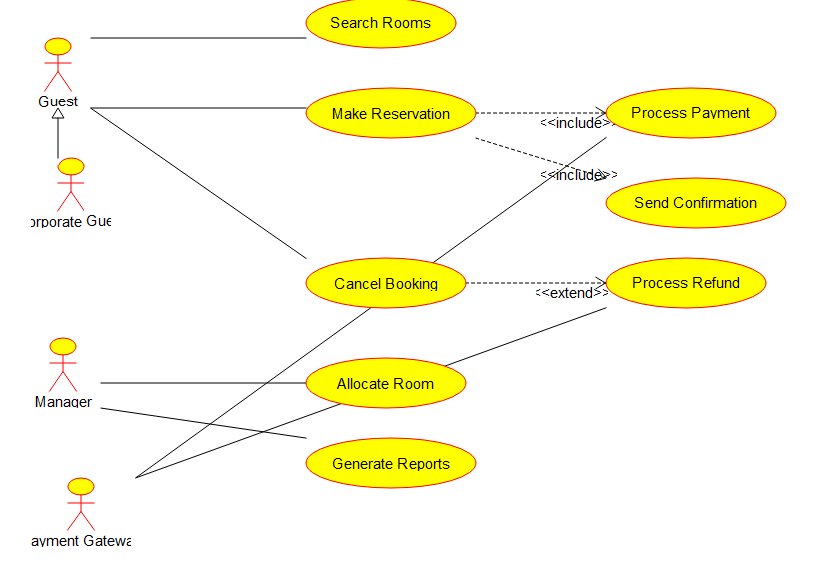 Search Rooms
Guest
Make Reservation
Process Payment
<<include>>
<<include>>
orporate Gue
Send Confirmation
Cancel Booking
<<extend>>
Process Refund
Manager
Allocate Room
Generate Reports
ayment Gatewa